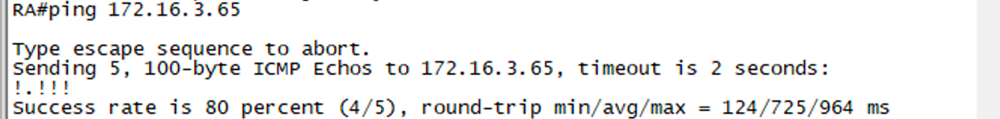 RA#ping 172.16.3.65
Type escape sequence to abort.
Sending 5, 100-byte ICMP Echos to 172.16.3.65, timeout is 2 seconds:
!.!!!
Success rate is 80 percent (4/5), round-trip min/avg/max = 124/725/964 ms